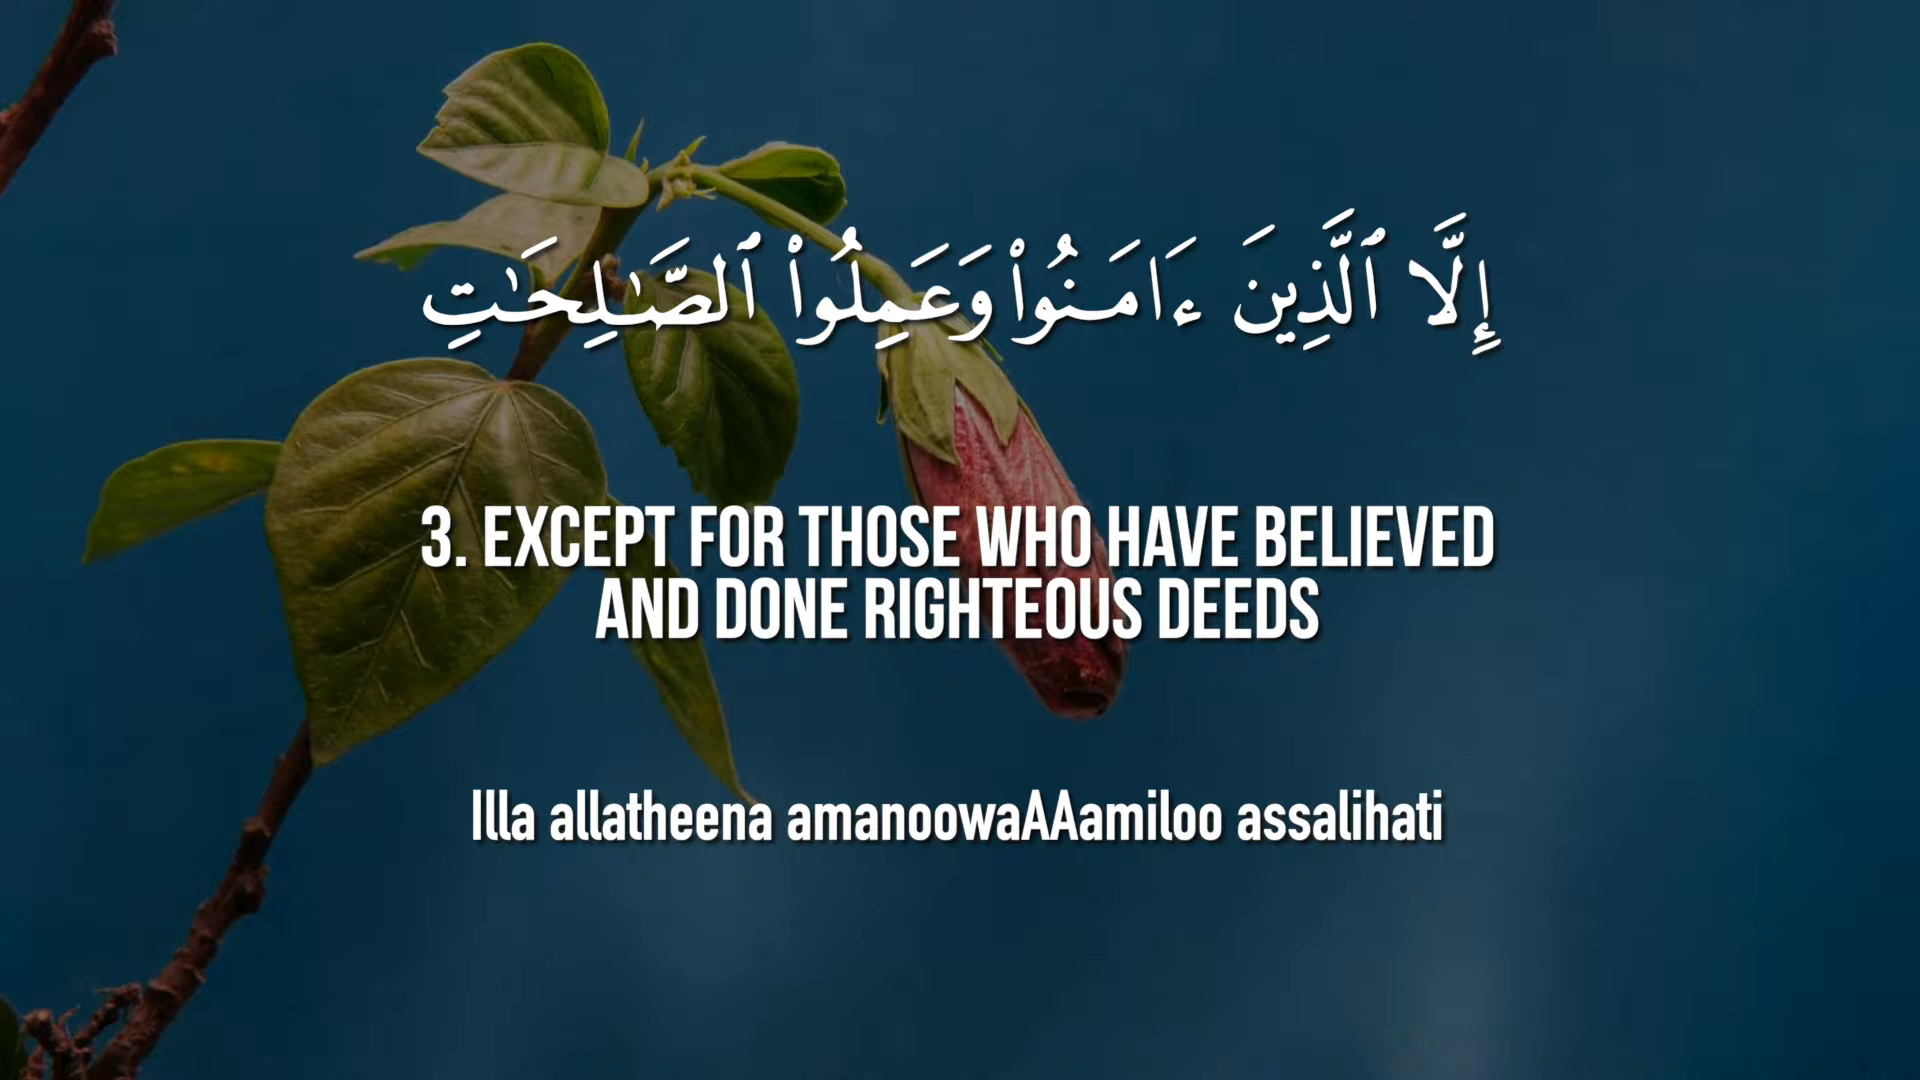 إِلَّا ٱلَّذِينَ ءَامَنُوا۟ وَعَمِلُوا۟ ٱلصَّـٰلِحَـٰتِ
3. EXCEPT FOR THOSE WHO HAVE BELIEVED
AND DONE RIGHTEOUS DEEDS
Illa allatheena amanoowaAAamiloo assalihati